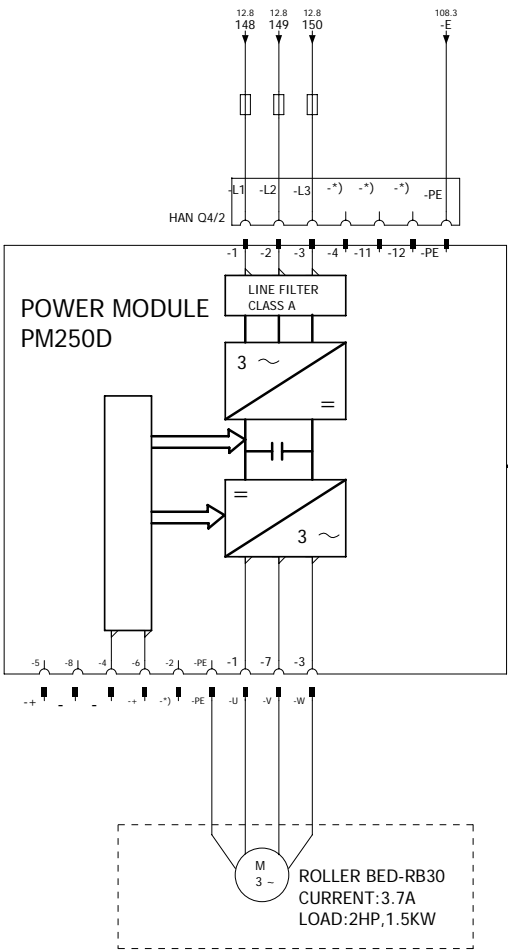 12.8 12.8 12.8 108.3
148 149 150 -E
-L1 -L2 -L3 -*) -*) -*) -PE
HAN Q4/2
-1 -2 -3 -4 -11 -12 -PE
LINE FILTER
CLASS A
POWER MODULE
PM250D
3 ~
=
=
3 ~
-5 -8 -4 -6 -2 -PE -1 -7 -3
-+ - - -+ -*) -PE -U -V -W
M
3 ~
ROLLER BED-RB30
CURRENT:3.7A
LOAD:2HP,1.5KW